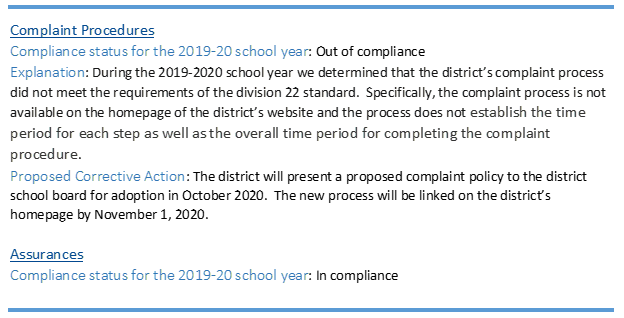 Complaint Procedures
Compliance status for the 2019-20 school year: Out of compliance
Explanation: During the 2019-2020 school year we determined that the district’s complaint process
did not meet the requirements of the division 22 standard.  Specifically, the complaint process is not
available on the homepage of the district’s website and the process does not establish the time
period for each step as well as the overall time period for completing the complaint
procedure.
Proposed Corrective Action: The district will present a proposed complaint policy to the district
school board for adoption in October 2020.  The new process will be linked on the district’s
homepage by November 1, 2020.
Assurances
Compliance status for the 2019-20 school year: In compliance